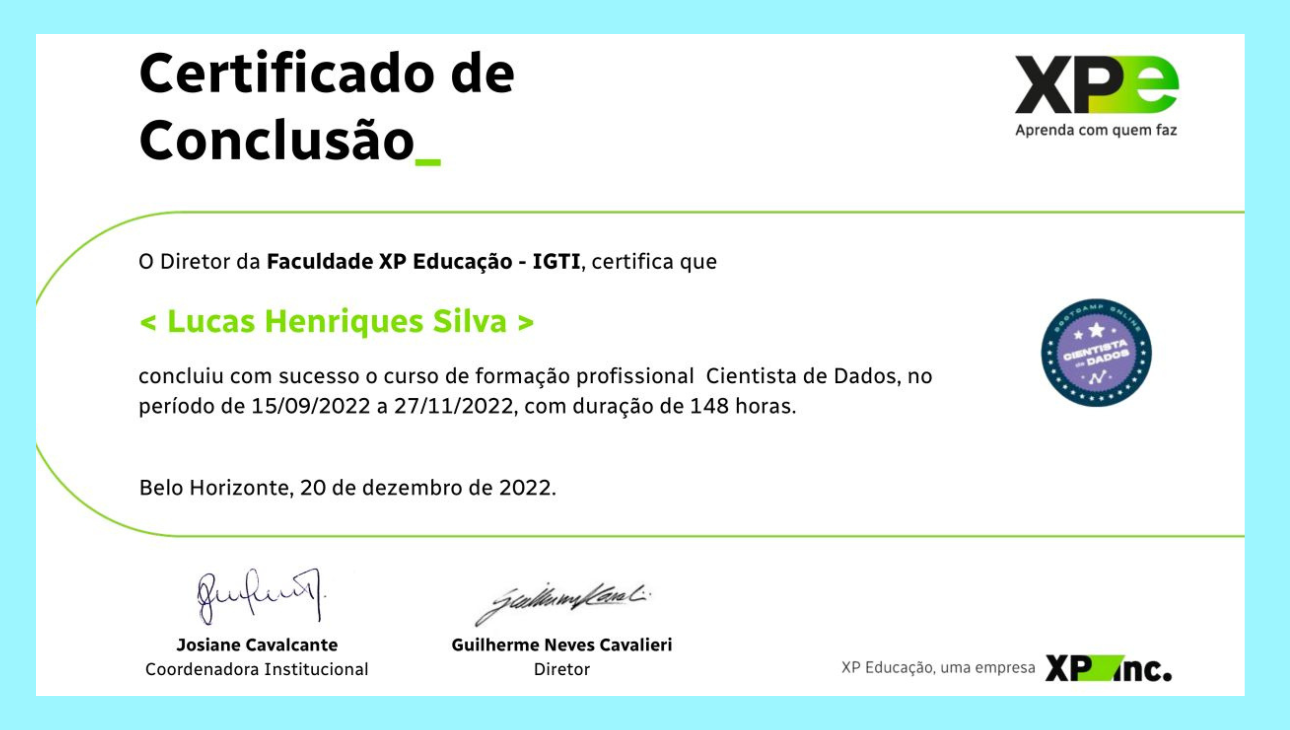 Certificado de
Conclusão_
XPe
Aprenda com quem faz
O Diretor da Faculdade XP Educação - IGTI, certifica que
< Lucas Henriques Silva >
concluiu com sucesso o curso de formação profissional  Cientista de Dados, no
período de 15/09/2022 a 27/11/2022, com duração de 148 horas.
BOOTCAMP ONLINE
CIENTISTA
DE DADOS
Belo Horizonte, 20 de dezembro de 2022.
Josiane Cavalcante
Coordenadora Institucional
Guilherme Neves Cavalieri
Diretor
XP Educação, uma empresa XP inc.